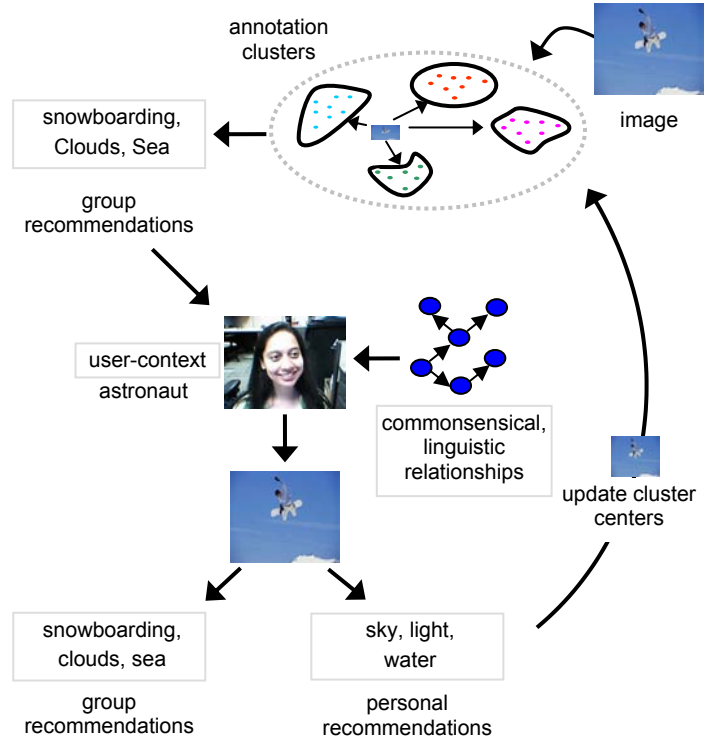 annotation
clusters
image
snowboarding,
Clouds, Sea
group
recommendations
user-context
astronaut
commonsensical,
linguistic
relationships
update cluster
centers
snowboarding,
clouds, sea
group
recommendations
sky, light,
water
personal
recommendations